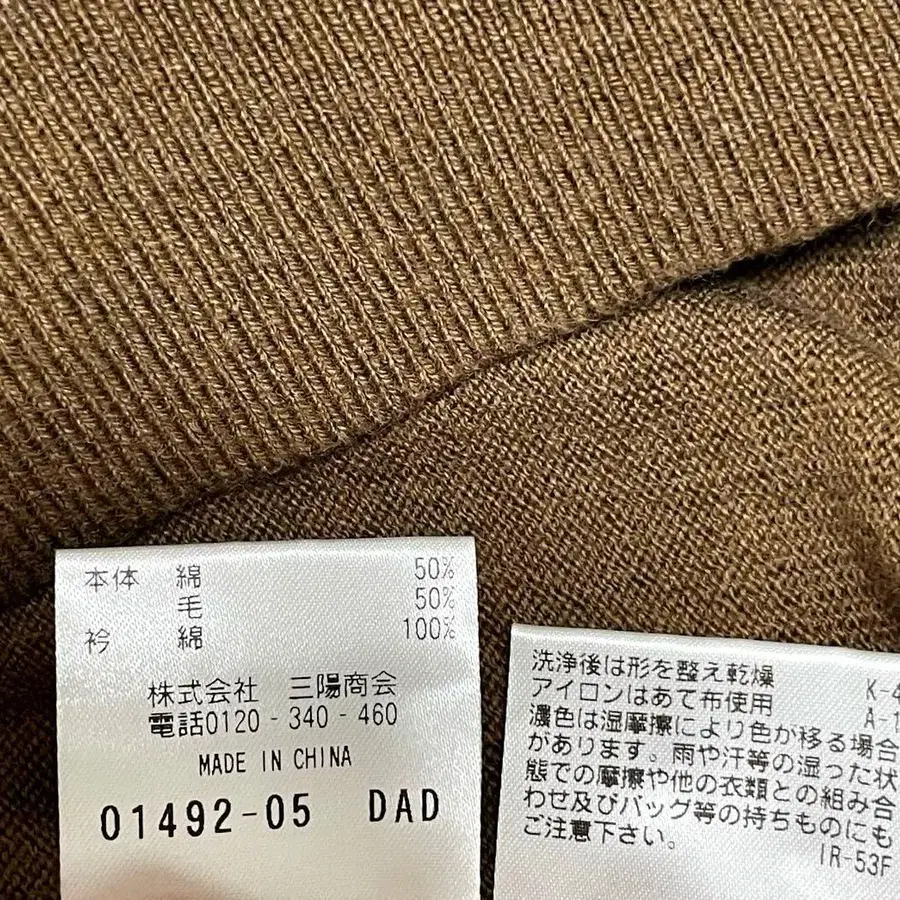 本体 綿 50%
毛 50%
衿 綿 100%
株式会社 三陽商会
電話0120-340-460
MADE IN CHINA
01492-05 DAD
洗浄後は形を整え乾燥 K-4
アイロンはあて布使用 A-1
濃色は湿摩擦により色が移る場合
があります。雨や汗等の湿った状
態での摩擦や他の衣類との組み合
わせ及びバッグ等の持ちものにも
ご注意下さい。
IR-53F